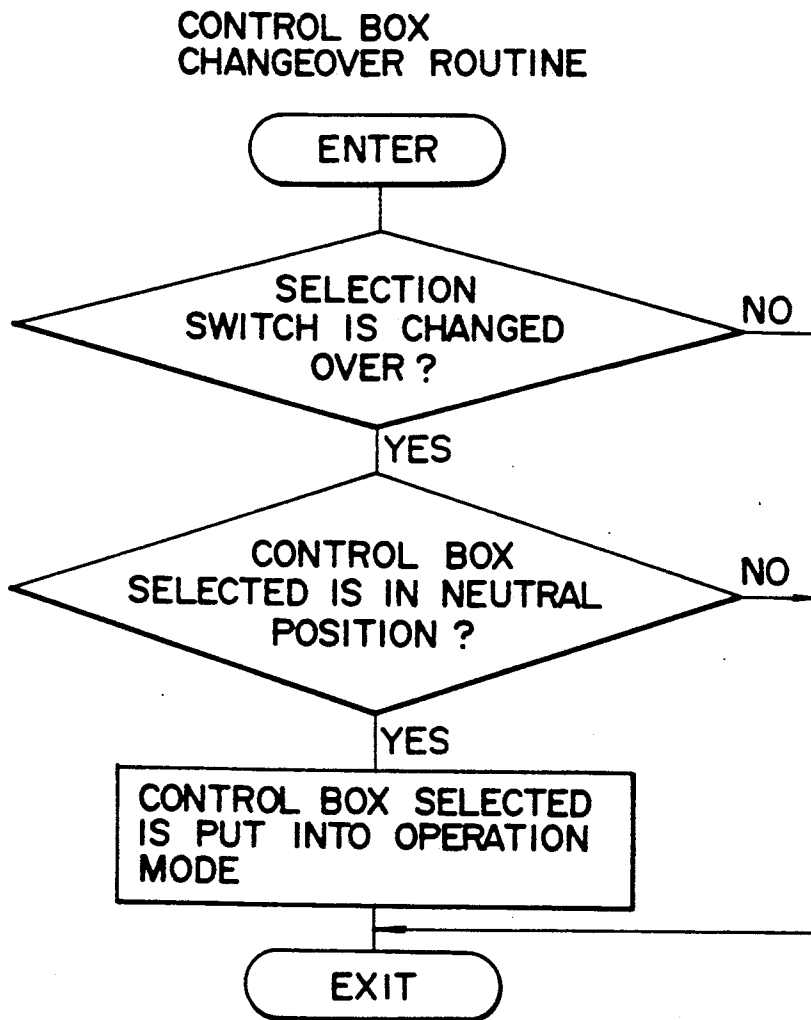 CONTROL BOX
CHANGEOVER ROUTINE
ENTER
SELECTION
SWITCH IS CHANGED
OVER?
NO
YES
CONTROL BOX
SELECTED IS IN NEUTRAL
POSITION?
NO
YES
CONTROL BOX SELECTED
IS PUT INTO OPERATION
MODE
EXIT